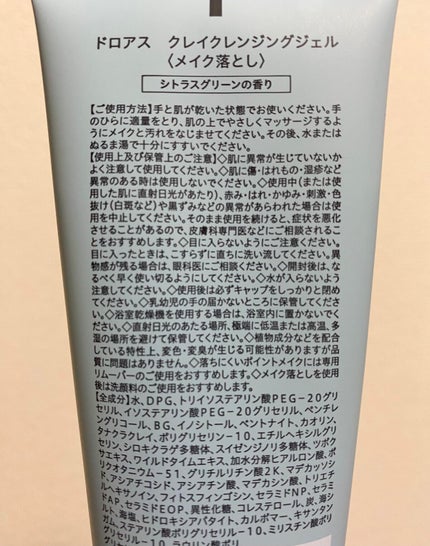 ドロアス クレイクレンジングジェル
〈メイク落とし〉
シトラスグリーンの香り
【ご使用方法】手と肌が乾いた状態でお使いください。手
のひらに適量をとり、肌の上でやさしくマッサージするよ
うにメイクと汚れをなじませてください。その後、水または
ぬるま湯で十分にすすいでください。
【使用上及び保管上のご注意】◇肌に異常が生じていないか
よく注意して使用してください。◇肌に傷・はれもの・湿疹など
異常のある時は使用しないでください。◇使用中(または使
用した肌に直射日光があたり)、赤み・はれ・かゆみ・刺激・色
抜け(白斑など)や黒ずみなどの異常があらわれた場合は使
用を中止してください。そのまま使用を続けると、症状を悪化
させることがあるので、皮膚科専門医などにご相談されるこ
とをおすすめします。◇目に入らないようにご注意ください。
目に入ったときは、こすらずに直ちに洗い流してください。異
物感が残る場合は、眼科医にご相談ください。◇開封後は、な
るべく早く使い切るようにしてください。◇水が入らないよう
注意してください。◇使用後は必ずキャップをしっかりと閉め
てください。◇乳幼児の手の届かないところに保管してください。
◇浴室乾燥機を使用する場合は、浴室内に置かないでくだ
さい。◇直射日光のあたる場所、極端に低温または高温、多
湿の場所を避けて保管してください。◇植物成分などを配合
している特性上、変色・変臭が生じる可能性がありますが品
質に問題はありません。◇落ちにくいポイントメイクには専用
リムーバーのご使用をおすすめします。◇メイク落としを使用
後は洗顔料のご使用をおすすめします。
【全成分】水、DPG、トリイソステアリン酸PEG-20グリ
セリル、イソステアリン酸PEG-20グリセリル、ペンチレ
ングリコール、BG、イノシトール、ベントナイト、カオリン、
タナクラクレイ、ポリグリセリン-10、エチルヘキシルグリ
セリン、シロキクラゲ多糖体、スイゼンジノリ多糖体、ツボク
サエキス、ワイルドタイムエキス、加水分解ヒアルロン酸、ポ
リクオタニウム-51、グリチルリチン酸2K、マデカッソシ
ド、アシアチコシド、アシアチン酸、マデカシン酸、トリエチ
ルヘキサノイン、フィトスフィンゴシン、セラミドNP、セラミ
ドAP、セラミドEOP、異性化糖、コレステロール、炭、海シ
ルト、海塩、ヒドロキシアパタイト、カルボマー、キサンタン
ガム、ステアリン酸ポリグリセリル-10、ミリスチン酸ポ
リグリセリル-10、ラウリン酸ポリ